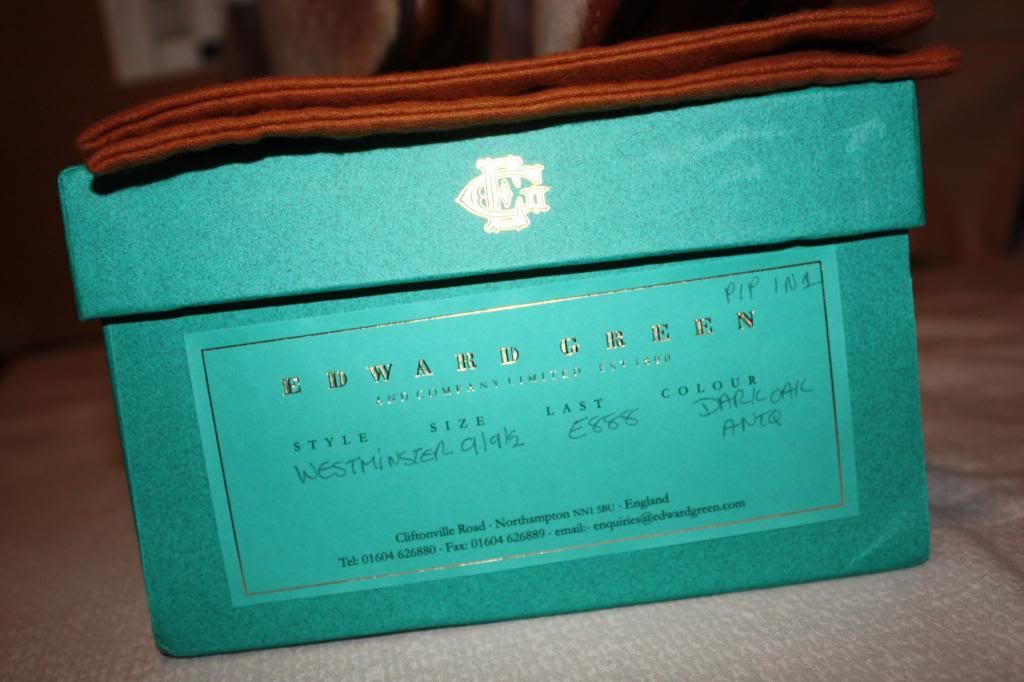 PIP IN1
EDWARD GREEN
AND COMPANY LIMITED EST 1890
STYLE SIZE LAST COLOUR
WESTMINSTER 9/9½ E888 DARK OAK
ANTQ
Cliftonville Road · Northampton NN1 5BU · England
Tel: 01604 626880 · Fax: 01604 626889 · email:- enquiries@edwardgreen.com